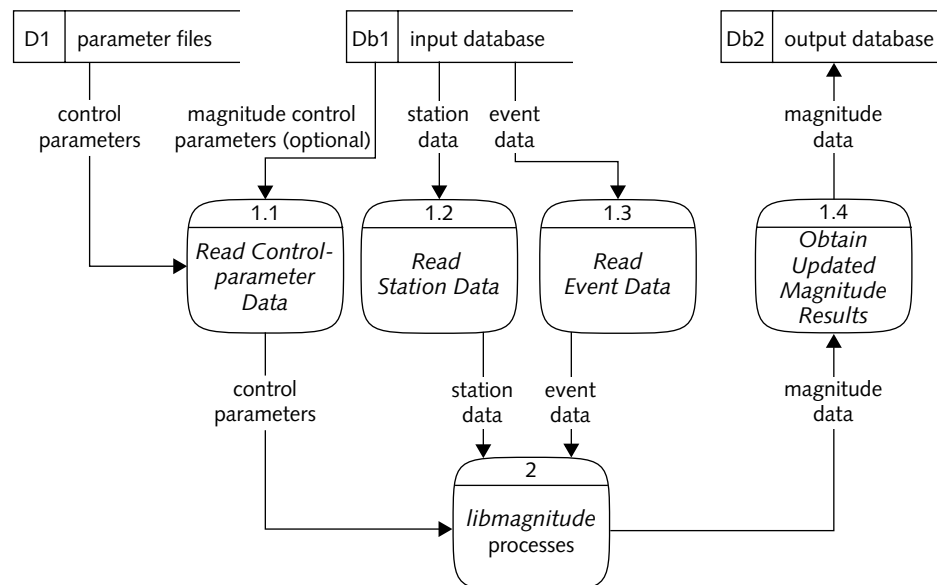 D1 parameter files
Db1 input database
Db2 output database
control
parameters
magnitude control
parameters (optional)
station
data
event
data
magnitude
data
1.1
Read Control-
parameter
Data
1.2
Read
Station Data
1.3
Read
Event Data
1.4
Obtain
Updated
Magnitude
Results
control
parameters
station
data
event
data
magnitude
data
2
libmagnitude
processes